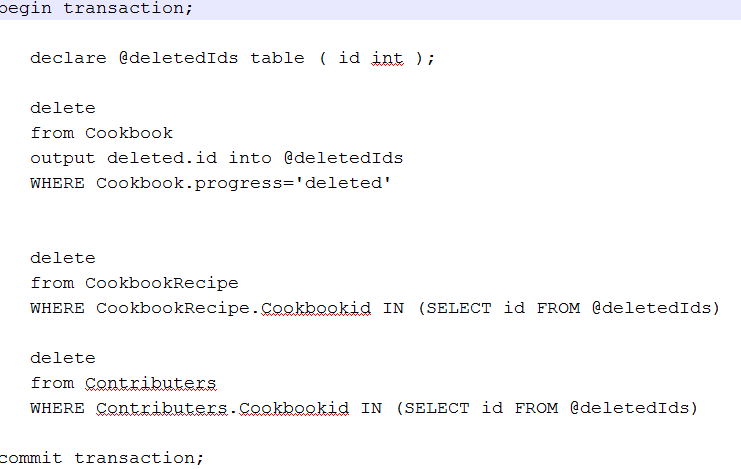 begin transaction;
declare @deletedIds table ( id int );
delete
from Cookbook
output deleted.id into @deletedIds
WHERE Cookbook.progress='deleted'
delete
from CookbookRecipe
WHERE CookbookRecipe.Cookbookid IN (SELECT id FROM @deletedIds)
delete
from Contributers
WHERE Contributers.Cookbookid IN (SELECT id FROM @deletedIds)
commit transaction;